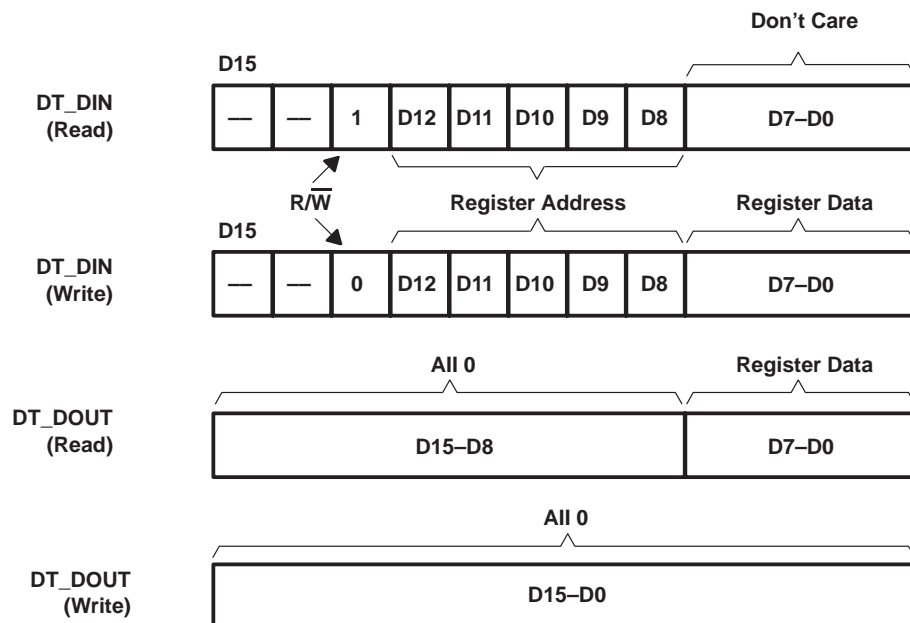 Don't Care
D15
DT_DIN
(Read)
–– –– 1 D12 D11 D10 D9 D8 D7–D0
R/W̅
Register Address Register Data
D15
DT_DIN
(Write)
–– –– 0 D12 D11 D10 D9 D8 D7–D0
All 0 Register Data
DT_DOUT
(Read)
D15–D8 D7–D0
All 0
DT_DOUT
(Write)
D15–D0